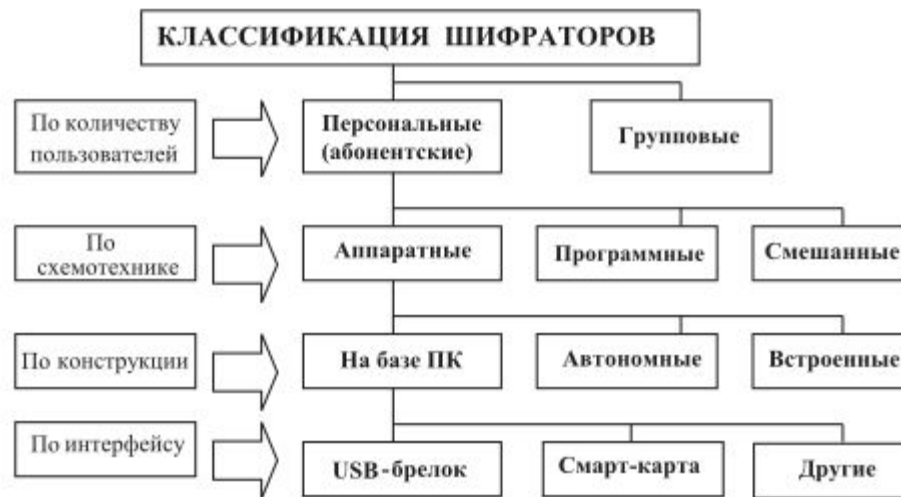 КЛАССИФИКАЦИЯ ШИФРАТОРОВ
По количеству
пользователей
Персональные
(абонентские)
Групповые
По
схемотехнике
Аппаратные
Программные
Смешанные
По конструкции
На базе ПК
Автономные
Встроенные
По интерфейсу
USB-брелок
Смарт-карта
Другие